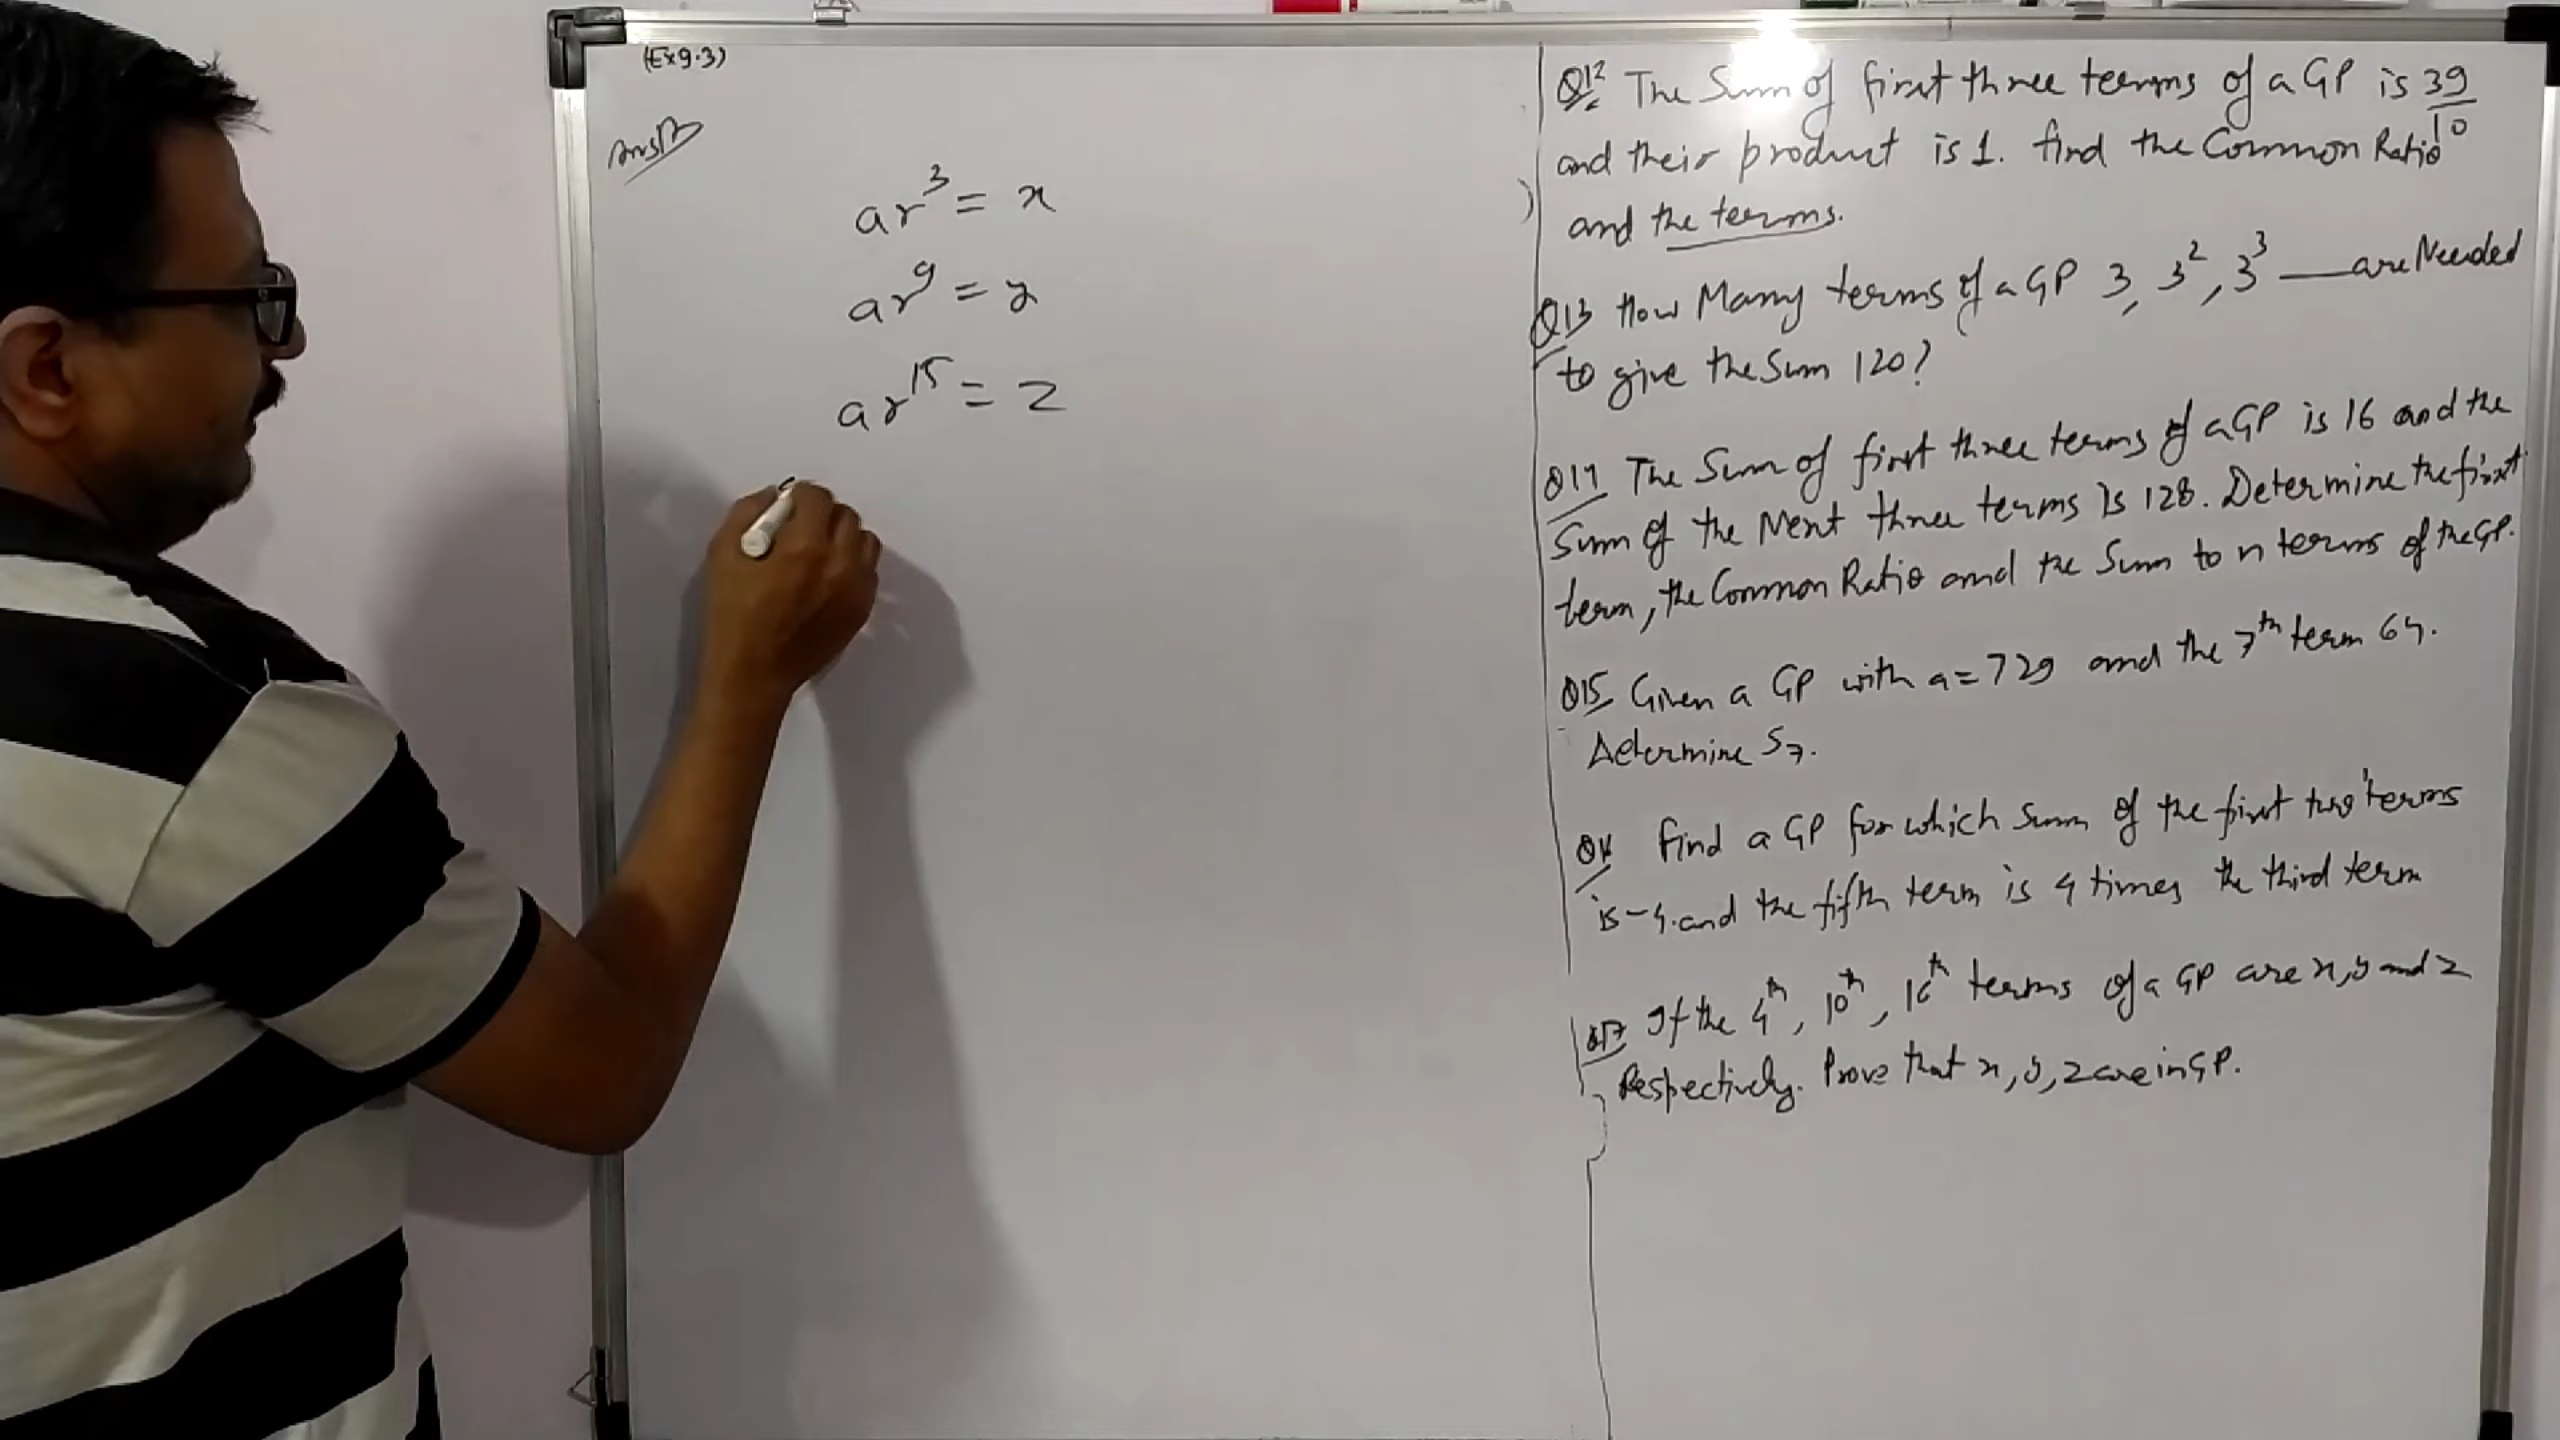 (Ex 9.3)
ar³ = x
ar⁹ = y
ar¹⁵ = z
Q12 The Sum of first three terms of a GP is 39/10
and their product is 1. find the Common Ratio
and the terms.
Q13 How Many terms of a GP 3, 3², 3³ — are Needed
to give the Sum 120?
Q14 The Sum of first three terms of a GP is 16 and the
Sum of the Next three terms is 128. Determine the first
term, the Common Ratio and the Sum to n terms of the GP.
Q15 Given a GP with a = 729 and the 7th term 64.
Determine S₇.
Q16 Find a GP for which Sum of the first two terms
is -4. and the fifth term is 4 times the third term
Q17 If the 4th, 10th, 16th terms of a GP are x, y and z
Respectively. Prove that x, y, z are in GP.